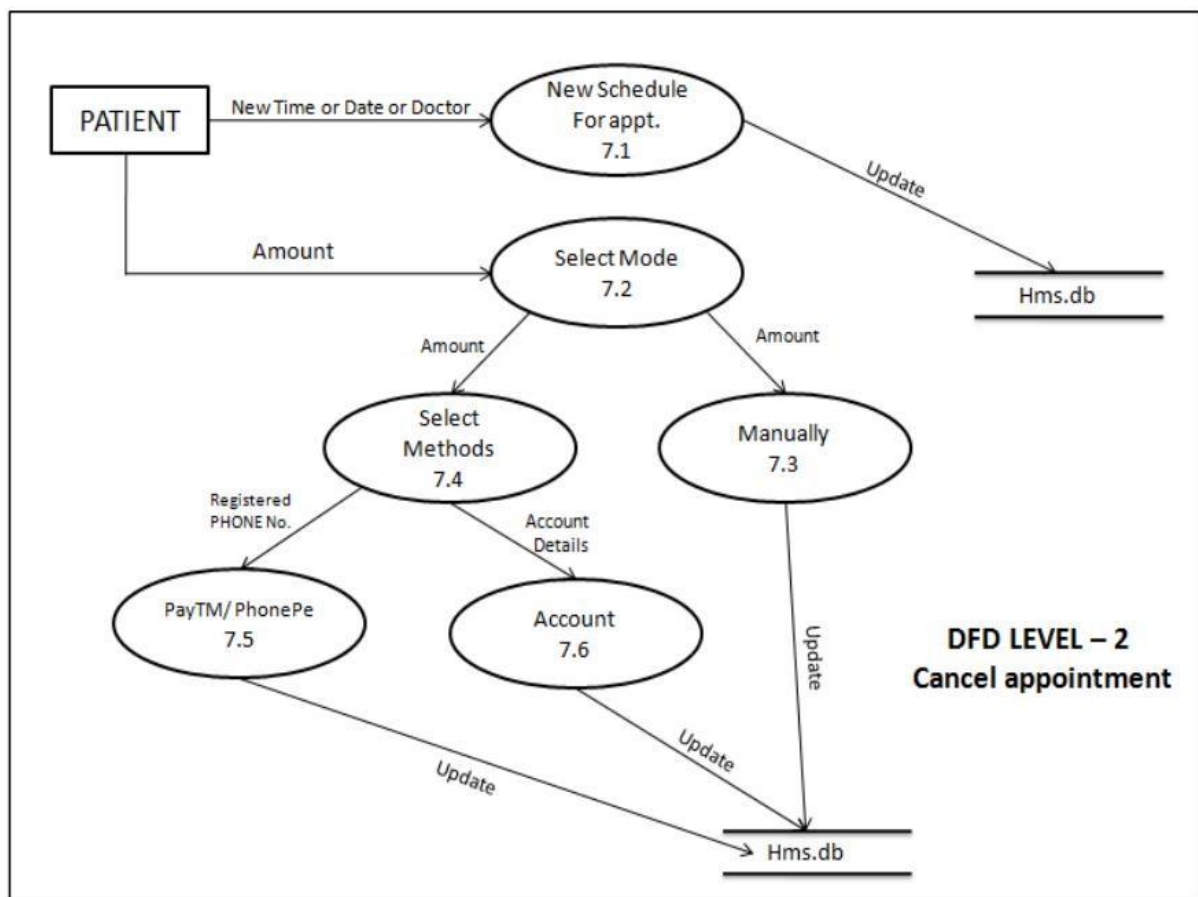 PATIENT
New Time or Date or Doctor
New Schedule
For appt.
7.1
Update
Amount
Select Mode
7.2
Hms.db
Amount
Amount
Select
Methods
7.4
Manually
7.3
Registered
PHONE No.
Account
Details
PayTM/ PhonePe
7.5
Account
7.6
Update
DFD LEVEL – 2
Cancel appointment
Update
Update
Hms.db